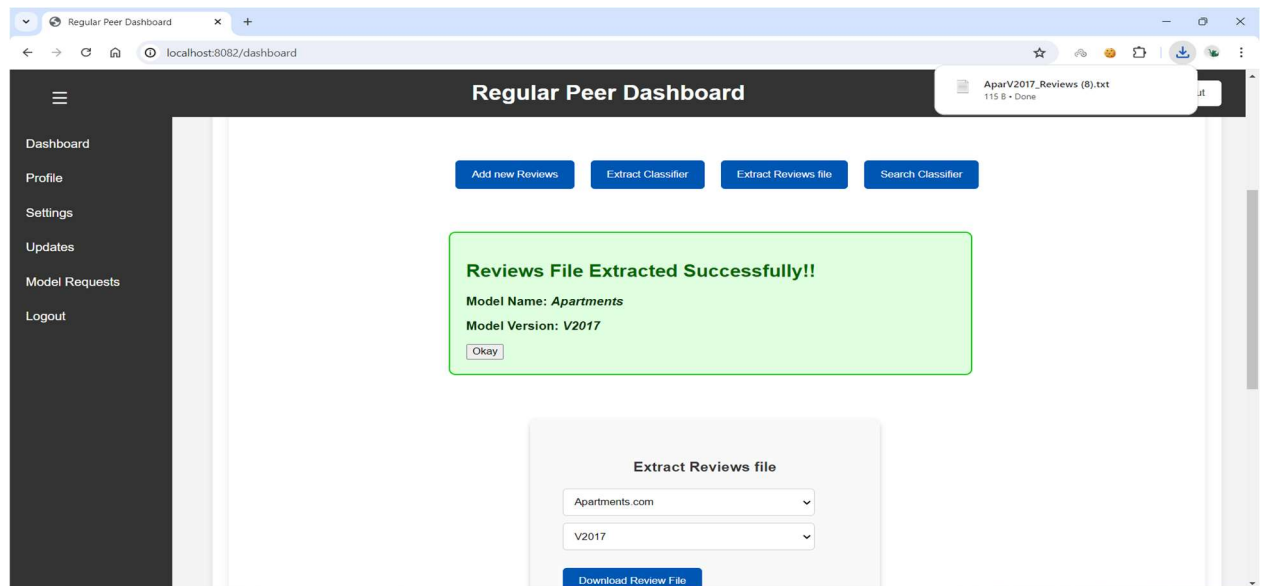 Regular Peer Dashboard
localhost:8082/dashboard
Regular Peer Dashboard
AparV2017_Reviews (8).txt
115 B • Done
Dashboard
Profile
Settings
Updates
Model Requests
Logout
Add new Reviews
Extract Classifier
Extract Reviews file
Search Classifier
Reviews File Extracted Successfully!!
Model Name: Apartments
Model Version: V2017
Okay
Extract Reviews file
Apartments.com
V2017
Download Review File